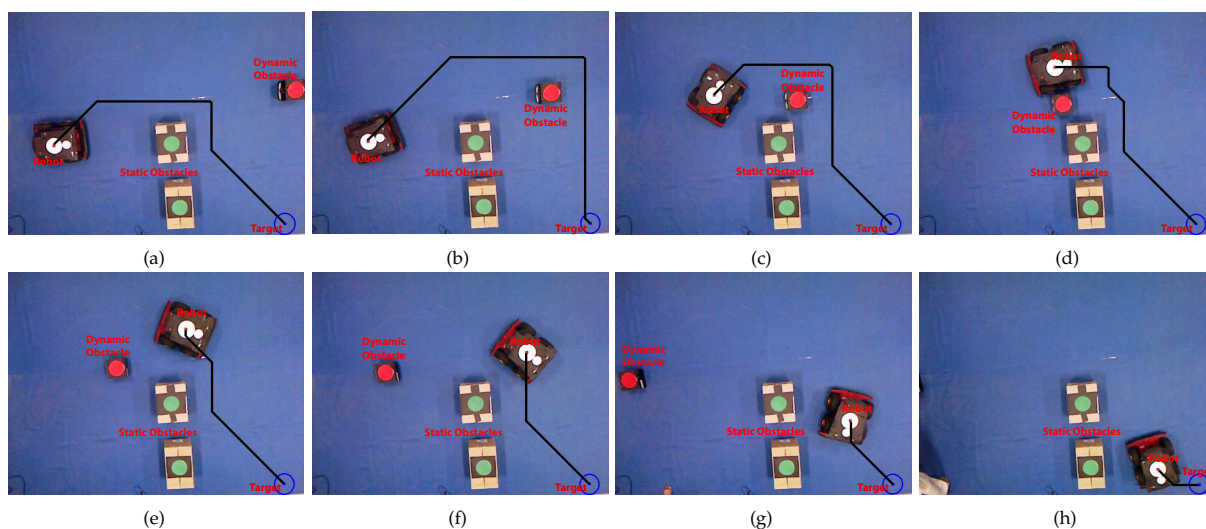 Dynamic
Obstacle
Robot
Static Obstacles
Target
(a)
Dynamic
Obstacle
Robot
Static Obstacles
Target
(b)
Dynamic
Obstacle
Robot
Static Obstacles
Target
(c)
Robot
Dynamic
Obstacle
Static Obstacles
Target
(d)
Robot
Dynamic
Obstacle
Static Obstacles
Target
(e)
Robot
Dynamic
Obstacle
Static Obstacles
Target
(f)
Dynamic
Obstacle
Robot
Static Obstacles
Target
(g)
Static Obstacles
Robot
Target
(h)